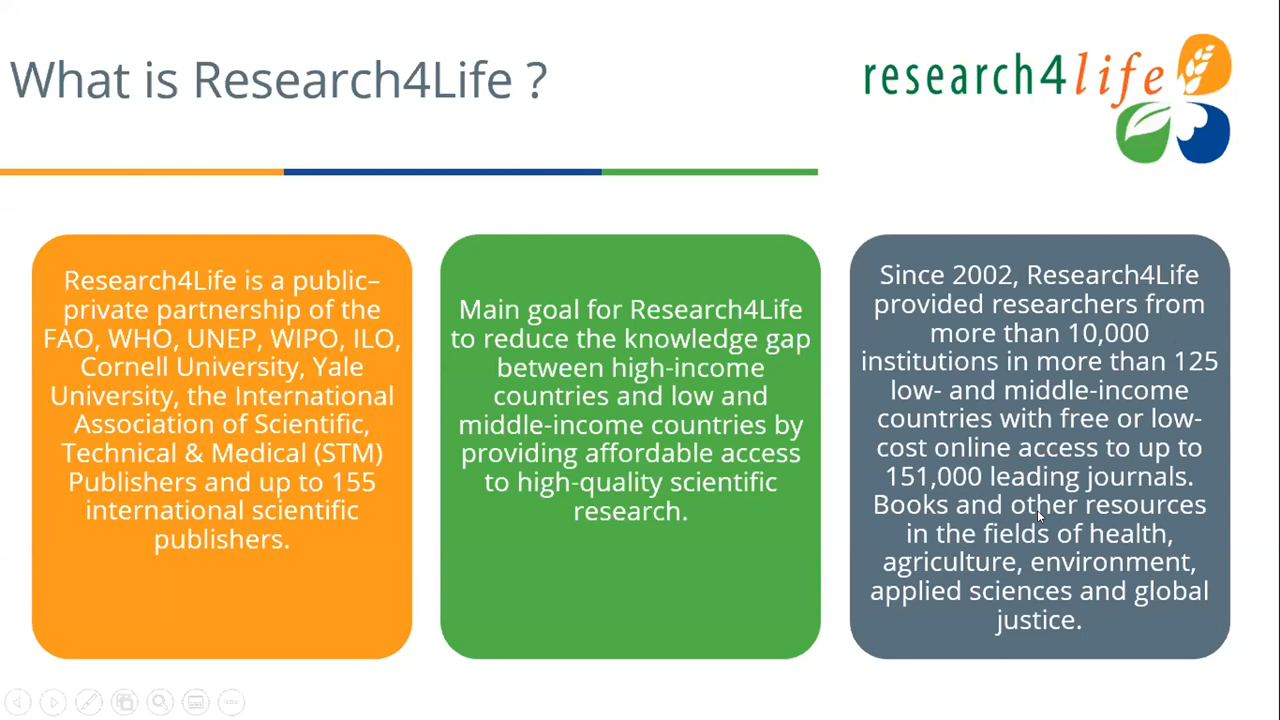 What is Research4Life ?
research4life
Research4Life is a public–
private partnership of the
FAO, WHO, UNEP, WIPO, ILO,
Cornell University, Yale
University, the International
Association of Scientific,
Technical & Medical (STM)
Publishers and up to 155
international scientific
publishers.
Main goal for Research4Life
to reduce the knowledge gap
between high-income
countries and low and
middle-income countries by
providing affordable access
to high-quality scientific
research.
Since 2002, Research4Life
provided researchers from
more than 10,000
institutions in more than 125
low- and middle-income
countries with free or low-
cost online access to up to
151,000 leading journals.
Books and other resources
in the fields of health,
agriculture, environment,
applied sciences and global
justice.